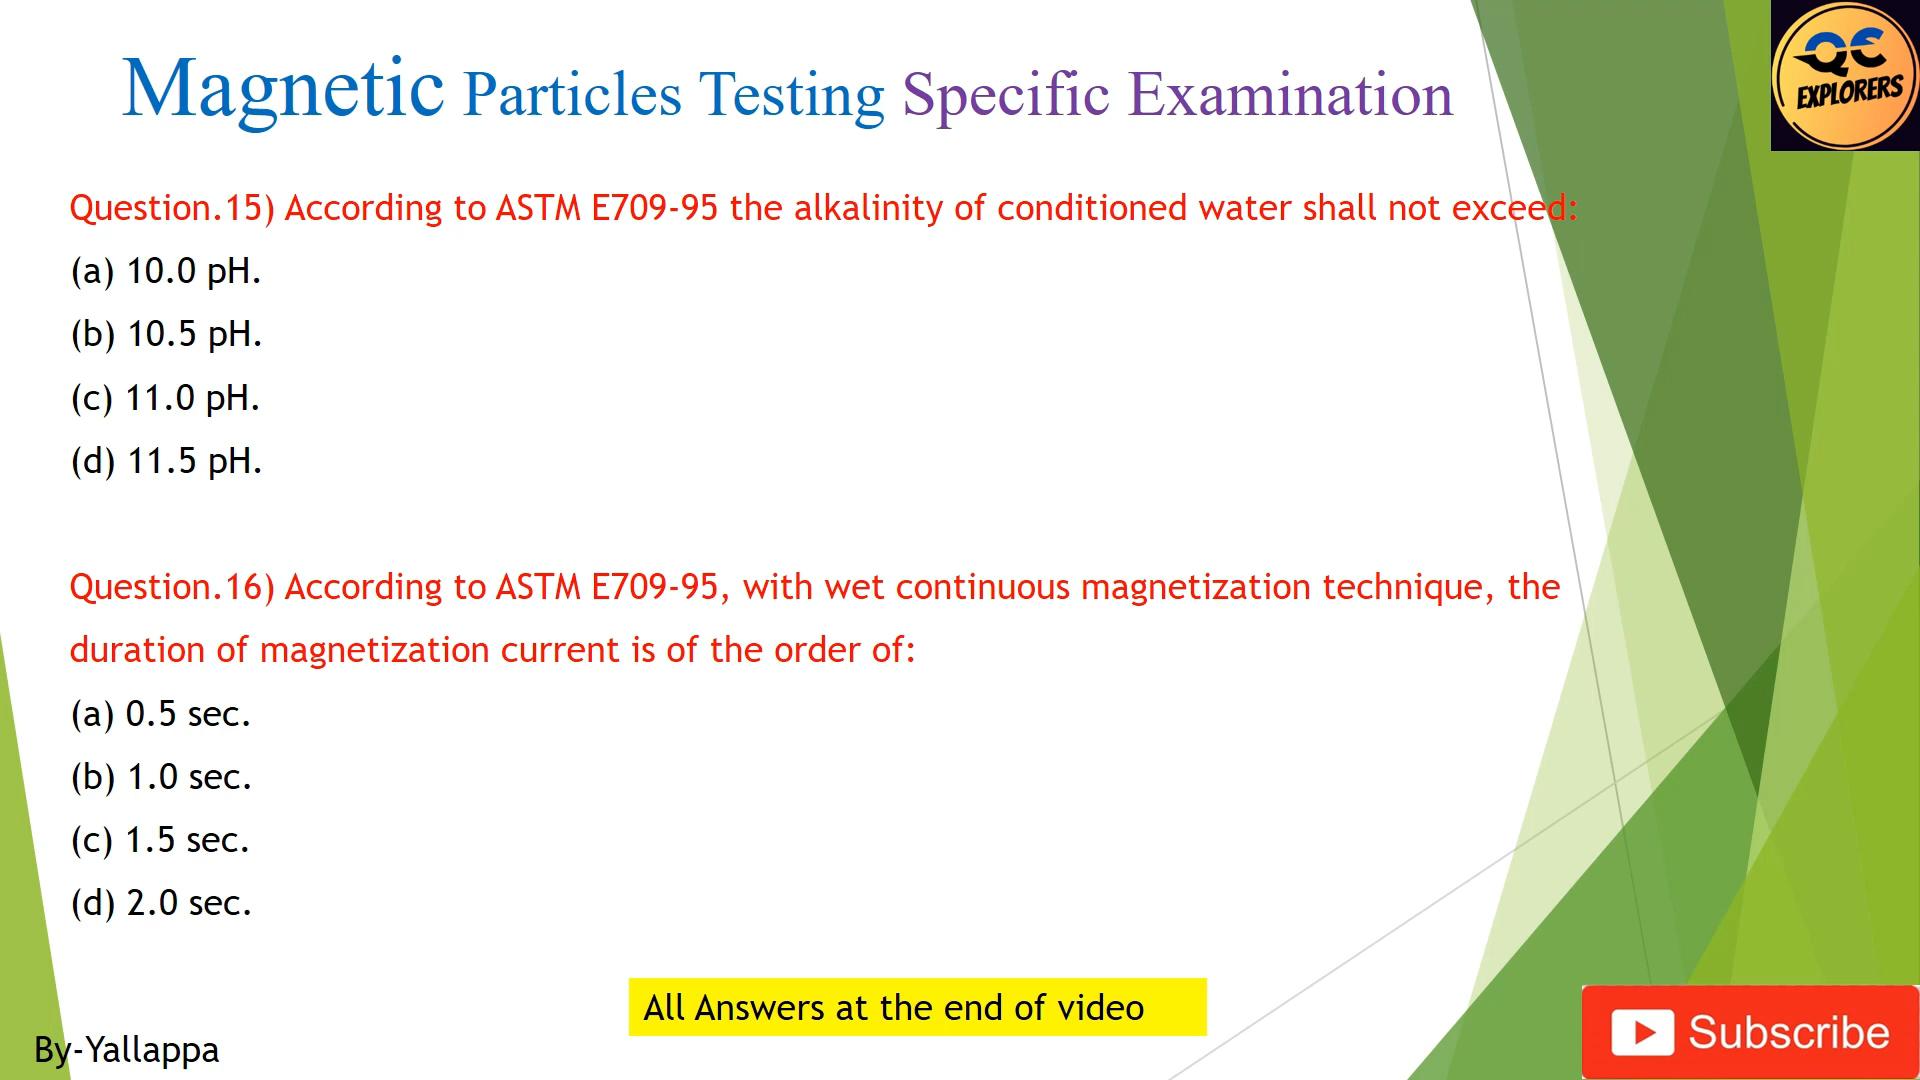 Magnetic Particles Testing Specific Examination
QE
EXPLORERS
Question.15) According to ASTM E709-95 the alkalinity of conditioned water shall not exceed:
(a) 10.0 pH.
(b) 10.5 pH.
(c) 11.0 pH.
(d) 11.5 pH.
Question.16) According to ASTM E709-95, with wet continuous magnetization technique, the
duration of magnetization current is of the order of:
(a) 0.5 sec.
(b) 1.0 sec.
(c) 1.5 sec.
(d) 2.0 sec.
All Answers at the end of video
By-Yallappa
Subscribe